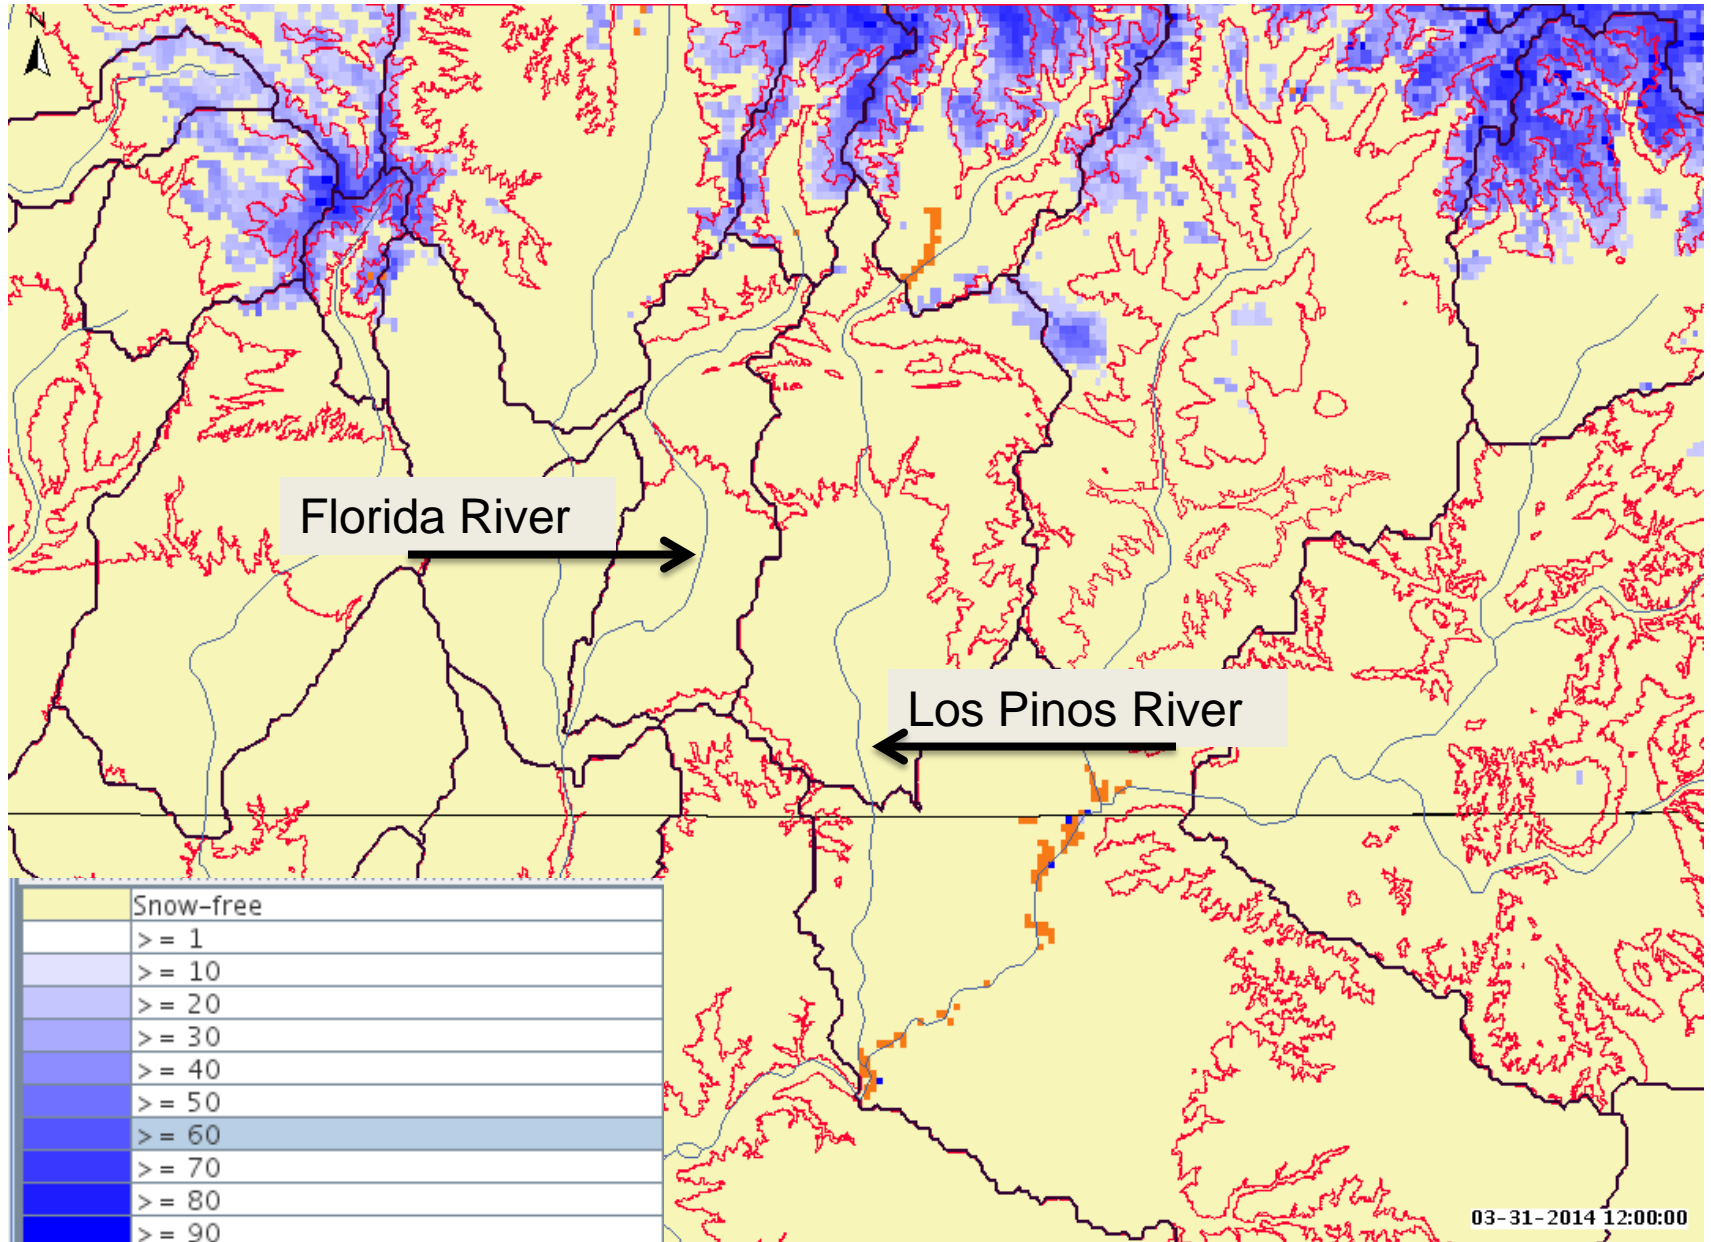 N
Florida River
Los Pinos River
Snow-free
>= 1
>= 10
>= 20
>= 30
>= 40
>= 50
>= 60
>= 70
>= 80
>= 90
03-31-2014 12:00:00